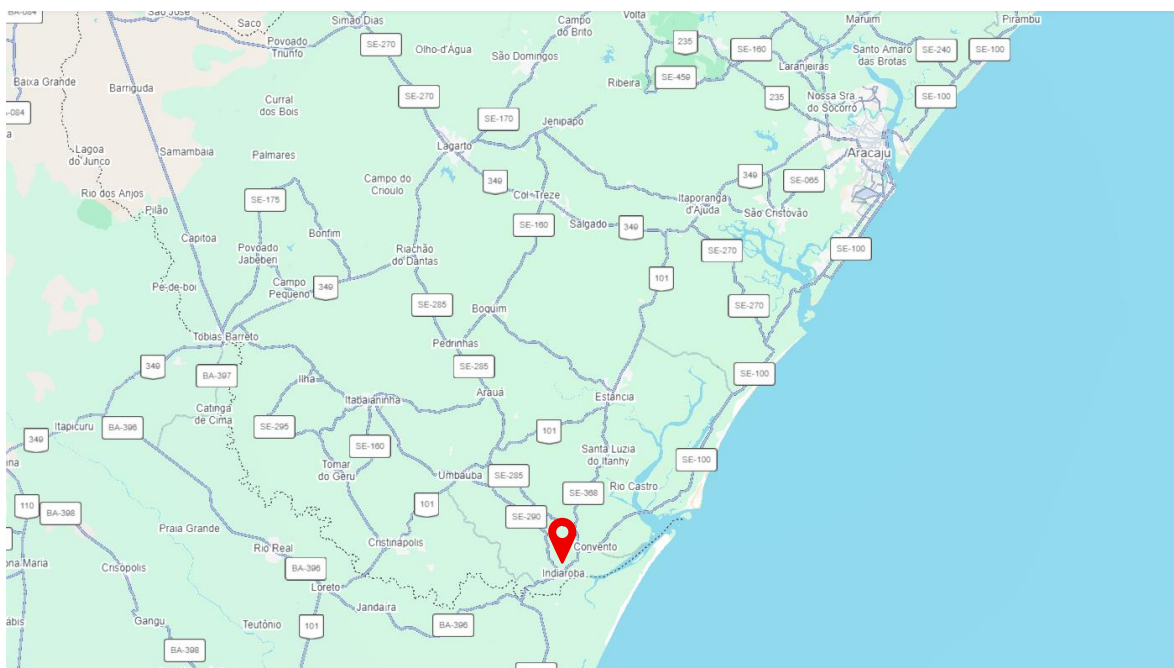 BA-084
São José
Saco
Simão Dias
Campo
do Brito
Volta
Maruim
Pirambu
Povoado
Triunfo
SE-270
Olho-d'Água
São Domingos
235
SE-160
Santo Amaro
das Brotas
SE-240
SE-100
Laranjeiras
Baixa Grande
Barriguda
Ribeira
SE-459
-084
Curral
dos Bois
SE-270
235
Nossa Sra.
do Socorro
SE-100
SE-170
Jenipapo
Lagoa
do Junco
Samambaia
Palmares
Lagarto
Aracaju
Rio dos Anjos
Campo do
Crioulo
349
349
SE-065
SE-175
Col. Treze
Itaporanga
d'Ajuda
Pilão
SE-160
Salgado
349
São Cristóvão
Capitoa
Bonfim
Riachão
do Dantas
SE-270
SE-100
Povoado
Jabeberi
Pé-de-boi
Campo
Pequeno
349
101
SE-285
Boquim
SE-270
Tobias Barreto
Pedrinhas
349
BA-397
SE-285
SE-100
Ilha
Arauá
Estância
Itabaianinha
Catinga
de Cima
Itapicuru
BA-396
SE-295
101
349
SE-160
Santa Luzia
do Itanhy
Tomar
do Geru
Umbaúba
SE-285
SE-100
Rio Castro
110
BA-398
101
SE-368
SE-290
Praia Grande
Rio Real
Cristinápolis
Convento
ona Maria
Crisópolis
BA-396
Indiaroba
Loreto
Jandaíra
abis
Gangu
Teutônio
101
BA-396
BA-398